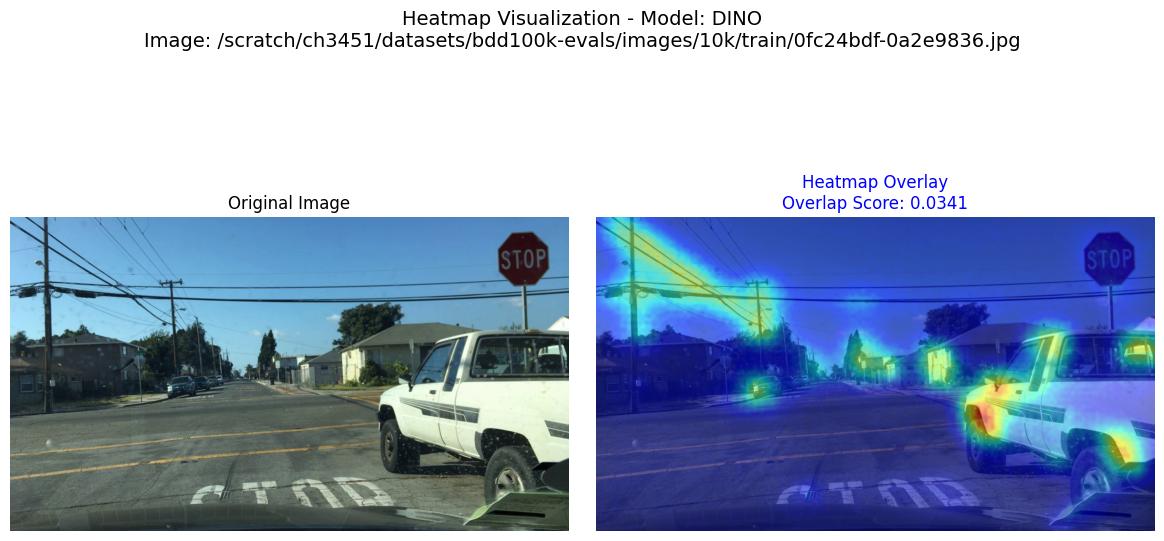 Heatmap Visualization - Model: DINO
Image: /scratch/ch3451/datasets/bdd100k-evals/images/10k/train/0fc24bdf-0a2e9836.jpg
Original Image
Heatmap Overlay
Overlap Score: 0.0341
STOP
STOP
STOP
STOP